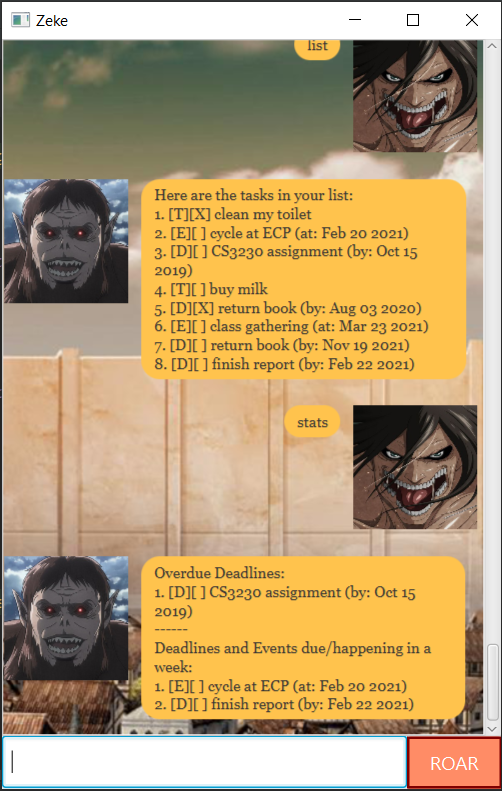 Zeke
list
Here are the tasks in your list:
1. [T][X] clean my toilet
2. [E][ ] cycle at ECP (at: Feb 20 2021)
3. [D][ ] CS3230 assignment (by: Oct 15
2019)
4. [T][ ] buy milk
5. [D][X] return book (by: Aug 03 2020)
6. [E][ ] class gathering (at: Mar 23 2021)
7. [D][ ] return book (by: Nov 19 2021)
8. [D][ ] finish report (by: Feb 22 2021)
stats
Overdue Deadlines:
1. [D][ ] CS3230 assignment (by: Oct 15
2019)
------
Deadlines and Events due/happening in a
week:
1. [E][ ] cycle at ECP (at: Feb 20 2021)
2. [D][ ] finish report (by: Feb 22 2021)
ROAR